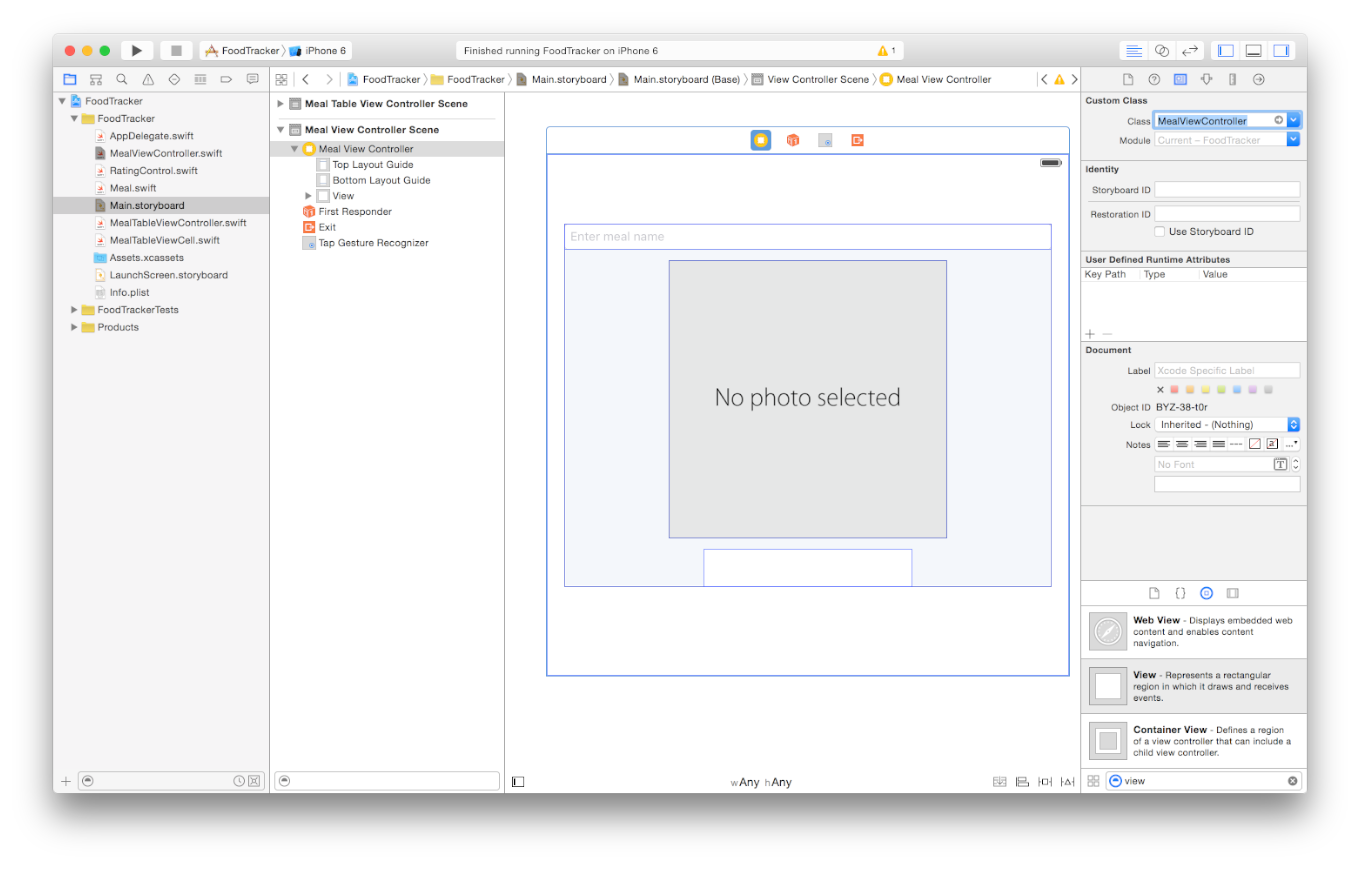 FoodTracker iPhone 6
Finished running FoodTracker on iPhone 6
1
FoodTracker FoodTracker Main.storyboard Main.storyboard (Base) View Controller Scene Meal View Controller
FoodTracker
FoodTracker
AppDelegate.swift
MealViewController.swift
RatingControl.swift
Meal.swift
Main.storyboard
MealTableViewController.swift
MealTableViewCell.swift
Assets.xcassets
LaunchScreen.storyboard
Info.plist
FoodTrackerTests
Products
Meal Table View Controller Scene
Meal View Controller Scene
Meal View Controller
Top Layout Guide
Bottom Layout Guide
View
First Responder
Exit
Tap Gesture Recognizer
Enter meal name
No photo selected
wAny hAny
Custom Class
Class MealViewController
Module Current – FoodTracker
Identity
Storyboard ID
Restoration ID
Use Storyboard ID
User Defined Runtime Attributes
Key Path Type Value
Document
Label Xcode Specific Label
Object ID BYZ-38-t0r
Lock Inherited - (Nothing)
Notes
No Font
Web View - Displays embedded web
content and enables content
navigation.
View - Represents a rectangular
region in which it draws and receives
events.
Container View - Defines a region
of a view controller that can include a
child view controller.
view